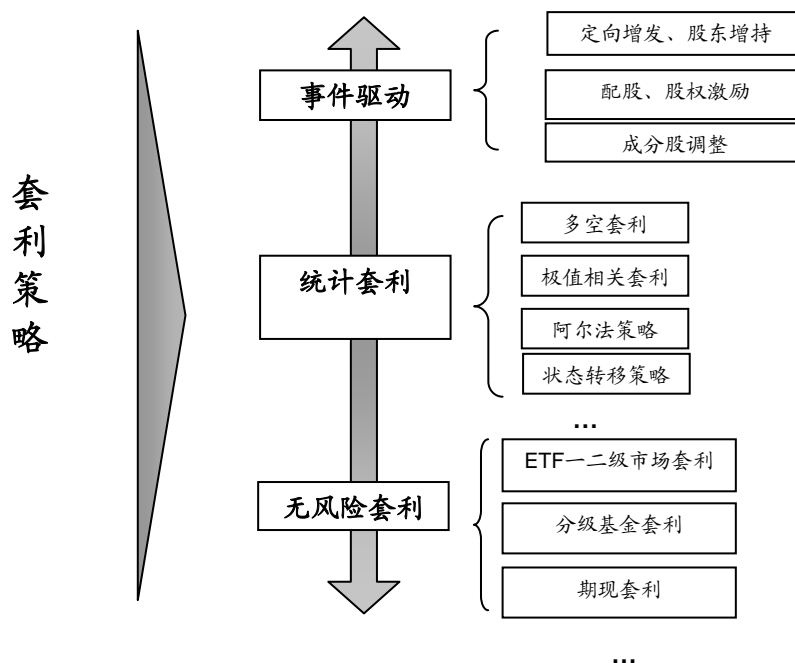 套利策略
事件驱动
定向增发、股东增持
配股、股权激励
成分股调整
统计套利
多空套利
极值相关套利
阿尔法策略
状态转移策略
...
无风险套利
ETF一二级市场套利
分级基金套利
期现套利
...